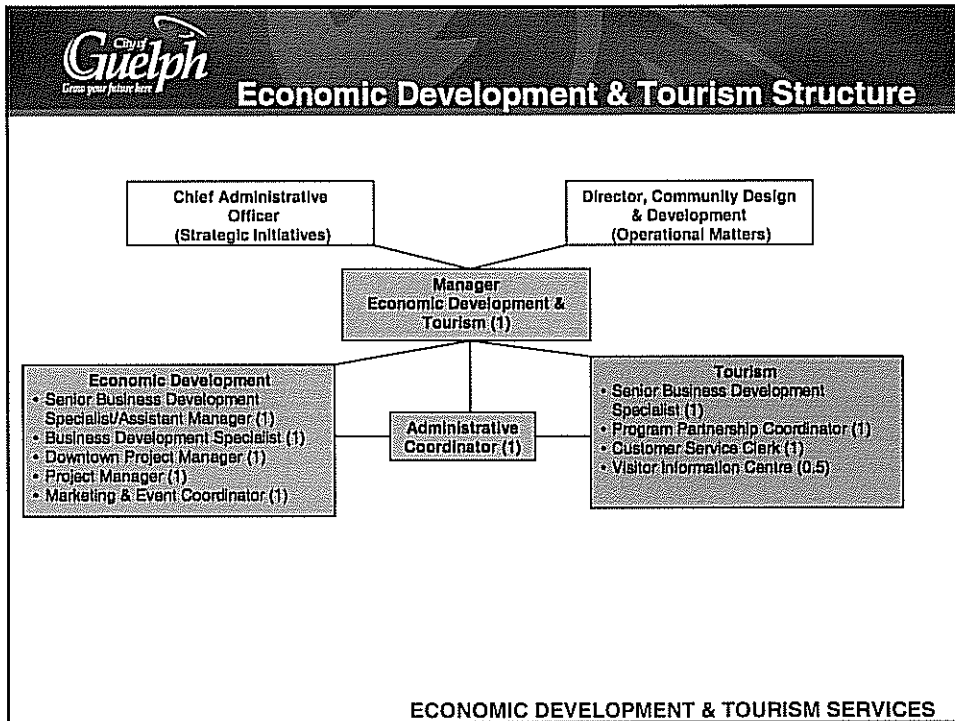 City of
Guelph
Grow your future here
Economic Development & Tourism Structure
Chief Administrative
Officer
(Strategic Initiatives)
Director, Community Design
& Development
(Operational Matters)
Manager
Economic Development &
Tourism (1)
Economic Development
• Senior Business Development
Specialist/Assistant Manager (1)
• Business Development Specialist (1)
• Downtown Project Manager (1)
• Project Manager (1)
• Marketing & Event Coordinator (1)
Administrative
Coordinator (1)
Tourism
• Senior Business Development
Specialist (1)
• Program Partnership Coordinator (1)
• Customer Service Clerk (1)
• Visitor Information Centre (0.5)
ECONOMIC DEVELOPMENT & TOURISM SERVICES